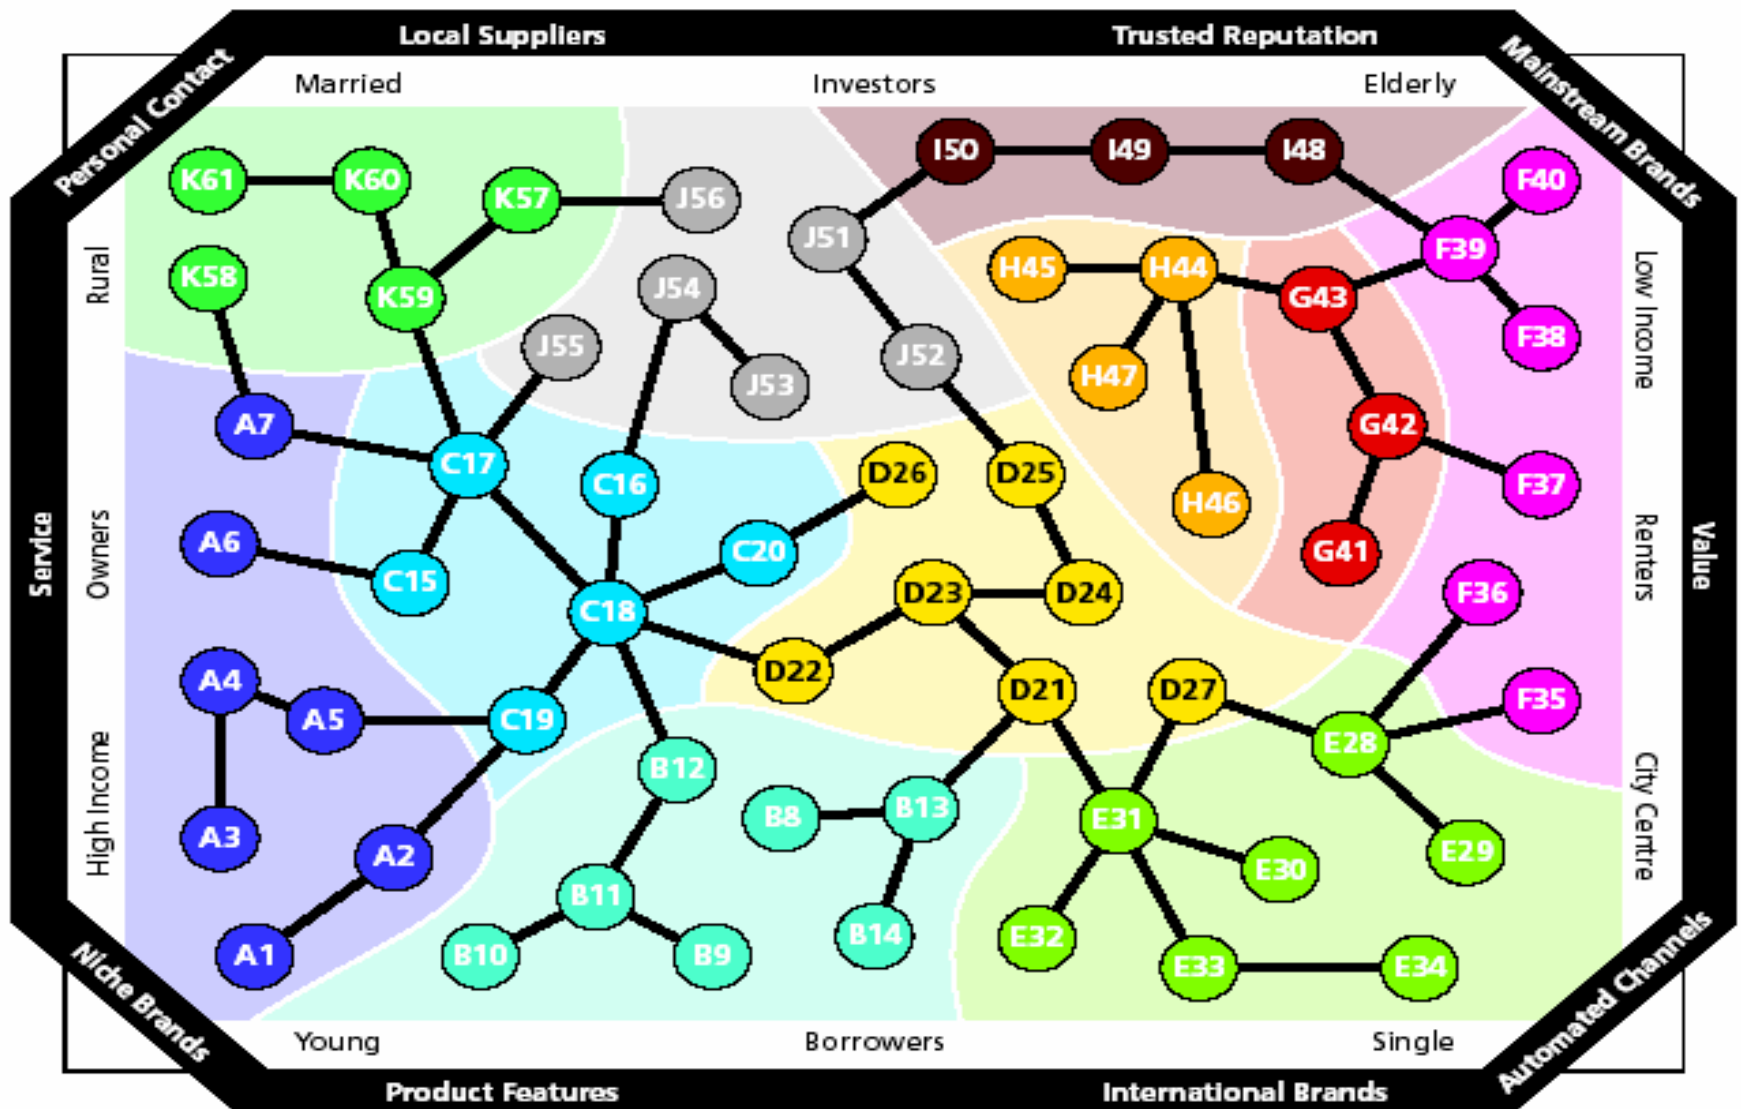 Local Suppliers
Trusted Reputation
Personal Contact
Mainstream Brands
Married
Investors
Elderly
I50
I49
I48
K61
K60
K57
J56
F40
J51
F39
K58
K59
J54
H45
H44
G43
Rural
Low Income
J55
J53
J52
H47
F38
A7
C17
C16
D26
D25
G42
F37
H46
A6
C15
C20
G41
Service
Owners
Renters
Value
C18
D23
D24
F36
A4
A5
C19
D22
D21
D27
F35
E28
High Income
City Centre
A3
A2
B12
B8
B13
E31
E30
E29
B11
A1
B10
B9
B14
E32
E33
E34
Niche Brands
Automated Channels
Young
Borrowers
Single
Product Features
International Brands